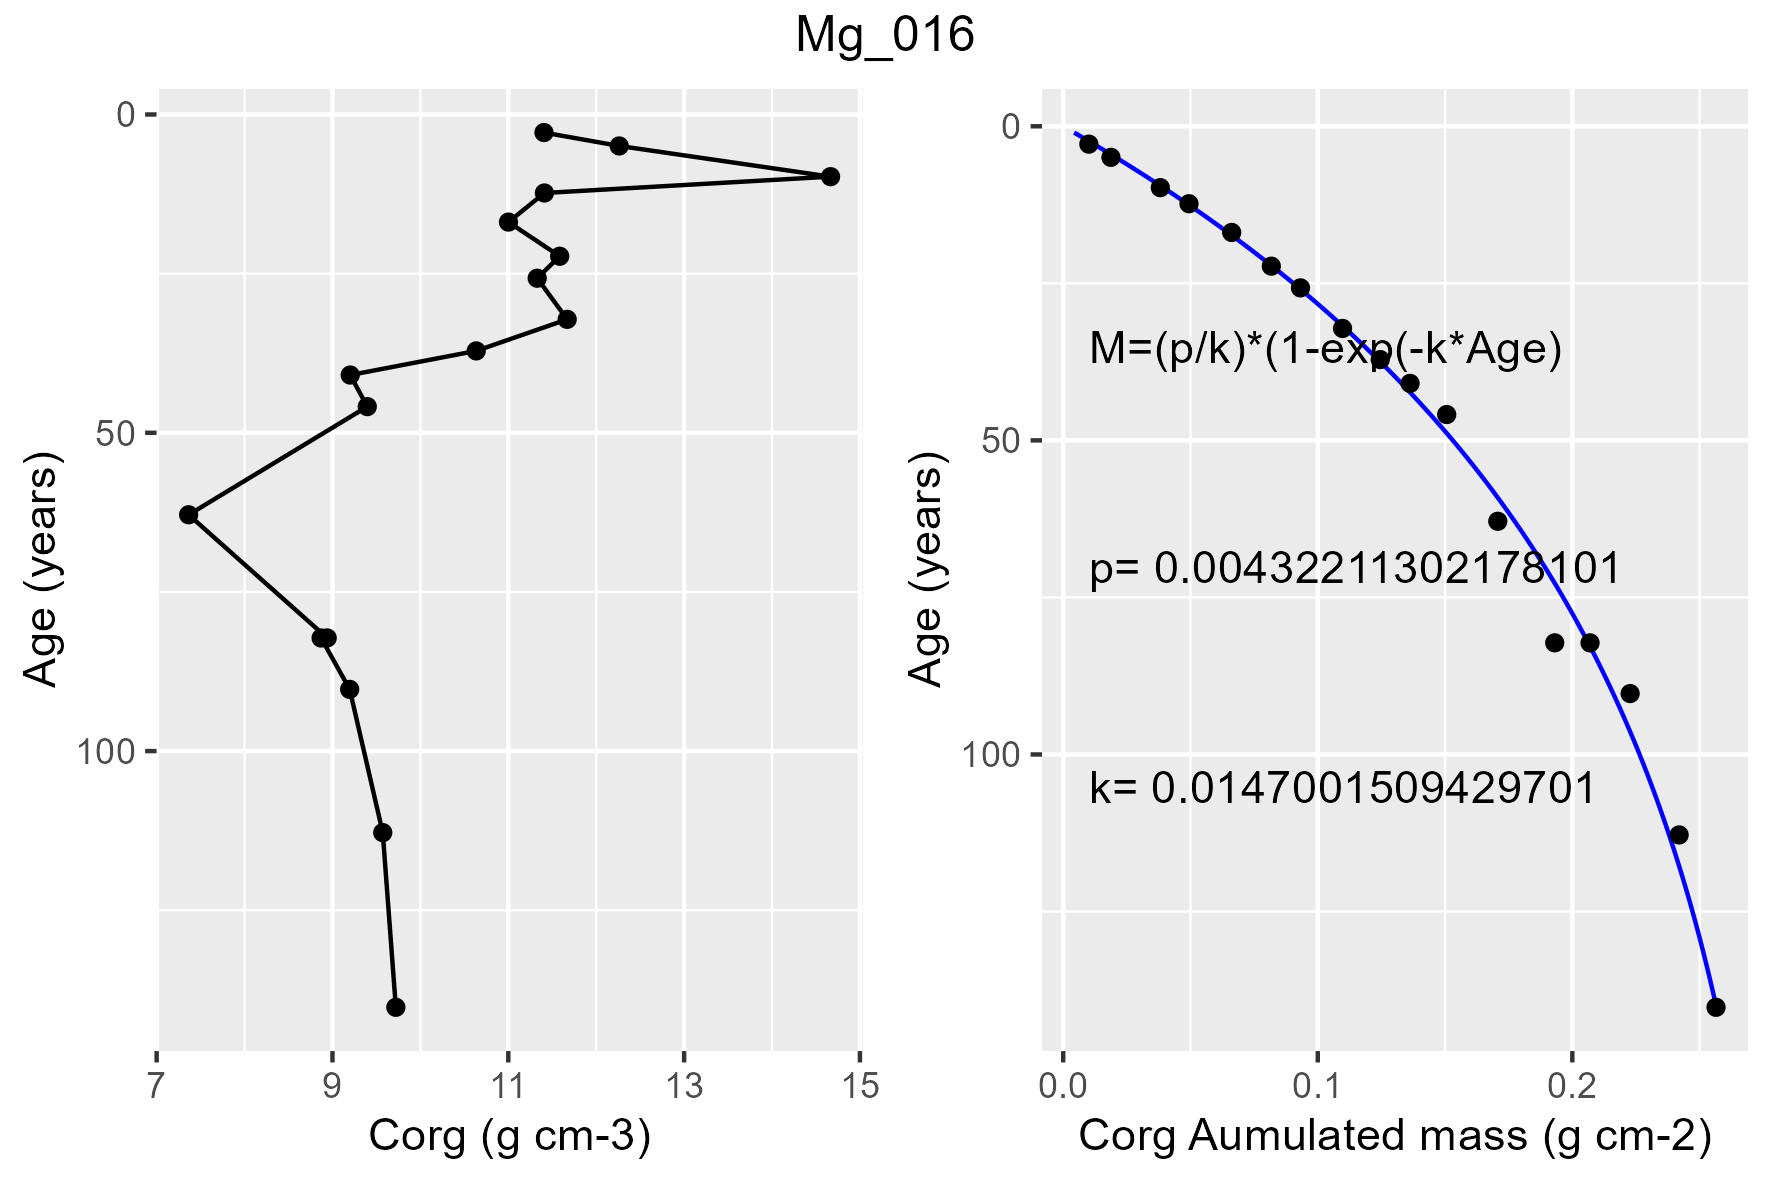 Mg_016
0
50
100
Age (years)
7
9
11
13
15
Corg (g cm-3)
0
50
100
Age (years)
M=(p/k)*(1-exp(-k*Age)
p= 0.00432211302178101
k= 0.0147001509429701
0.0
0.1
0.2
Corg Aumulated mass (g cm-2)